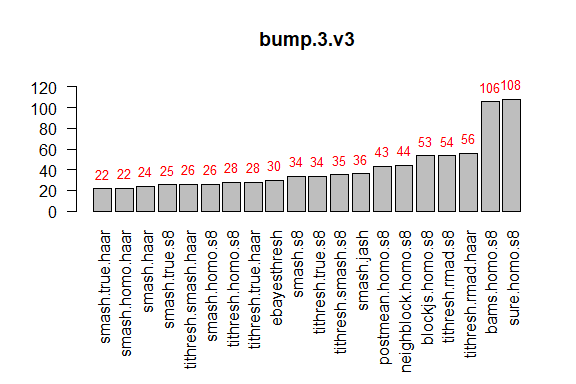 bump.3.v3
120
100
80
60
40
20
0
22 22 24 25 26 26 28 28 30 34 34 35 36 43 44 53 54 56 106 108
smash.true.haar
smash.homo.haar
smash.haar
smash.true.s8
tithresh.smash.haar
smash.homo.s8
tithresh.homo.s8
tithresh.true.haar
ebayesthresh
smash.s8
tithresh.true.s8
tithresh.smash.s8
smash.jash
postmean.homo.s8
neighblock.homo.s8
blockjs.homo.s8
tithresh.rmad.s8
tithresh.rmad.haar
bams.homo.s8
sure.homo.s8